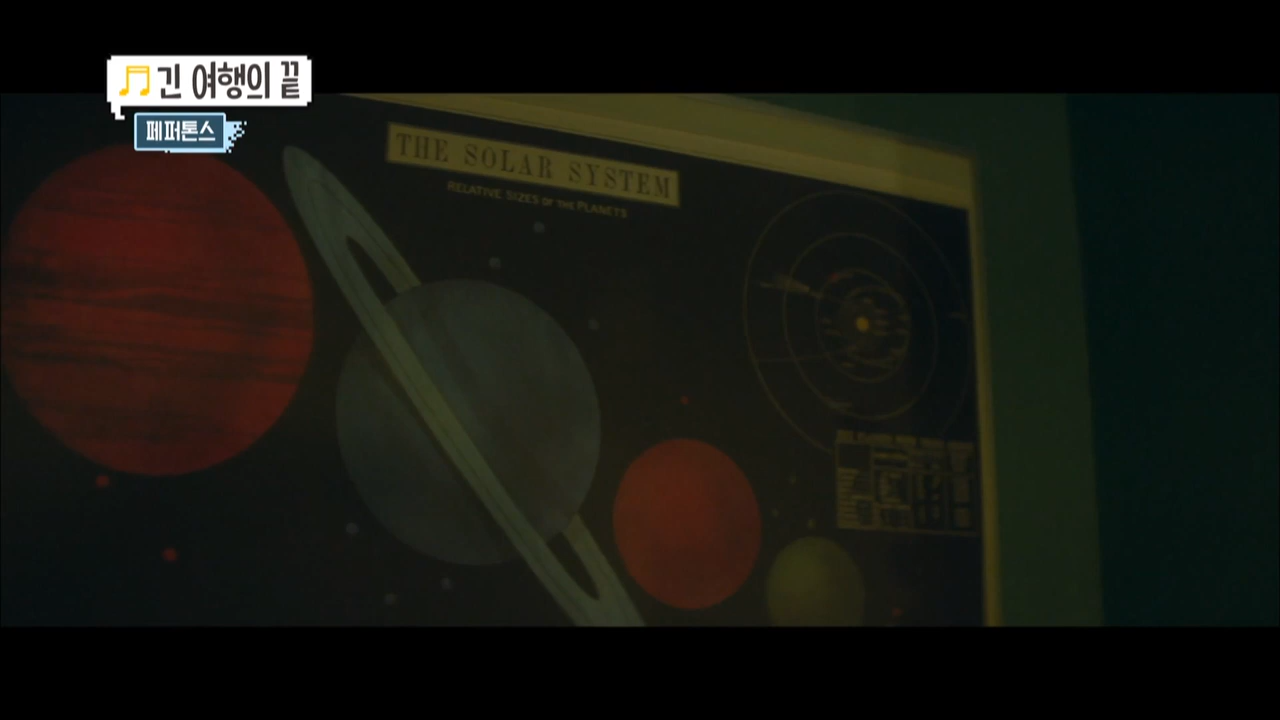 긴 여행의 끝
페퍼톤스
THE SOLAR SYSTEM
RELATIVE SIZES OF THE PLANETS